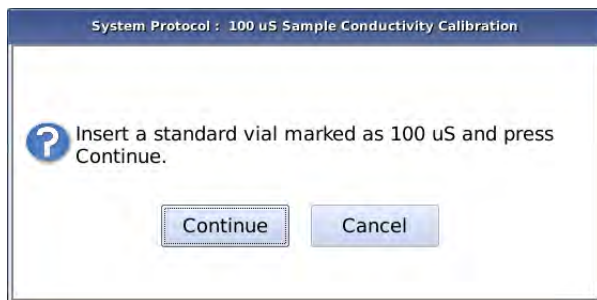 System Protocol : 100 uS Sample Conductivity Calibration
Insert a standard vial marked as 100 uS and press
Continue.
Continue Cancel